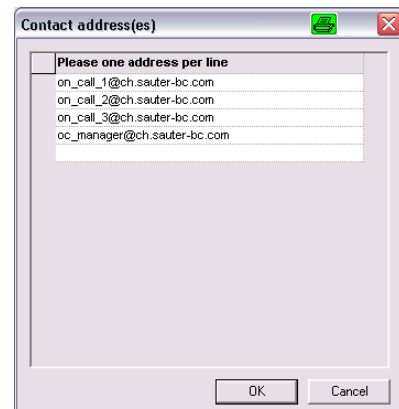 Contact address(es)
Please one address per line
on_call_1@ch.sauter-bc.com
on_call_2@ch.sauter-bc.com
on_call_3@ch.sauter-bc.com
oc_manager@ch.sauter-bc.com
OK
Cancel